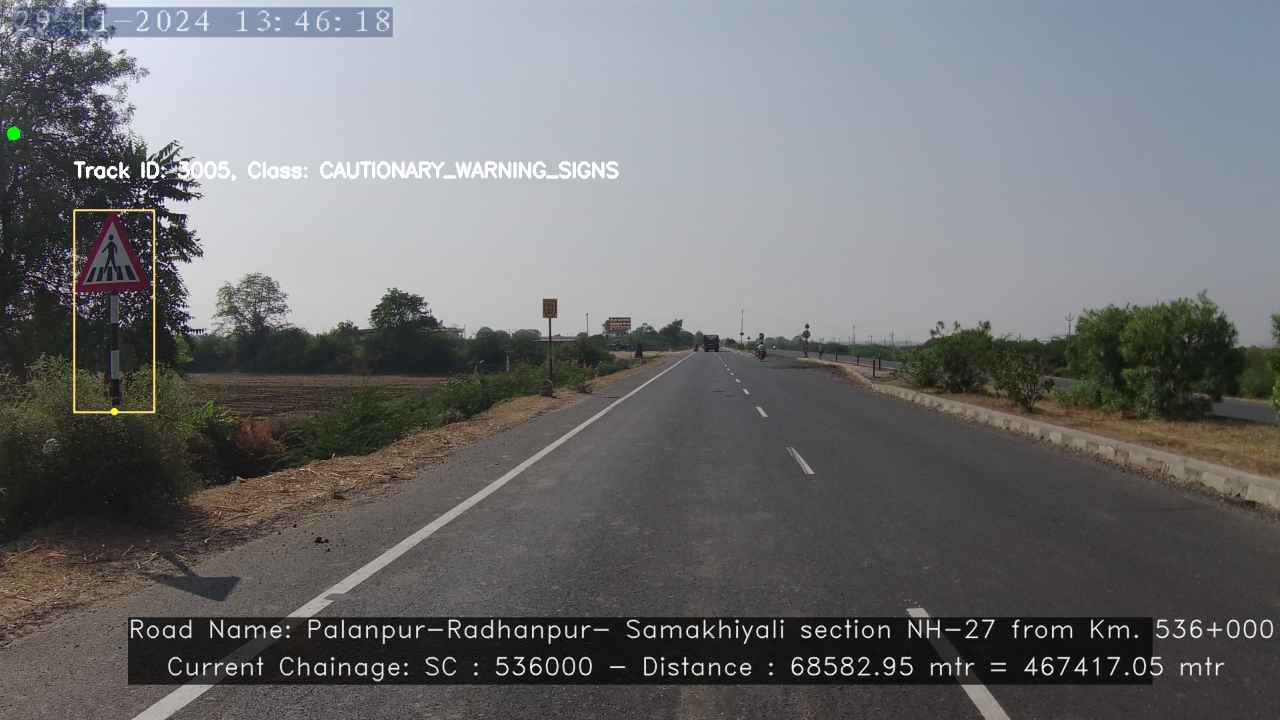 29-11-2024 13:46:18
Track ID: 3005, Class: CAUTIONARY_WARNING_SIGNS
Road Name: Palanpur-Radhanpur- Samakhiyali section NH-27 from Km. 536+000
Current Chainage: SC : 536000 - Distance : 68582.95 mtr = 467417.05 mtr